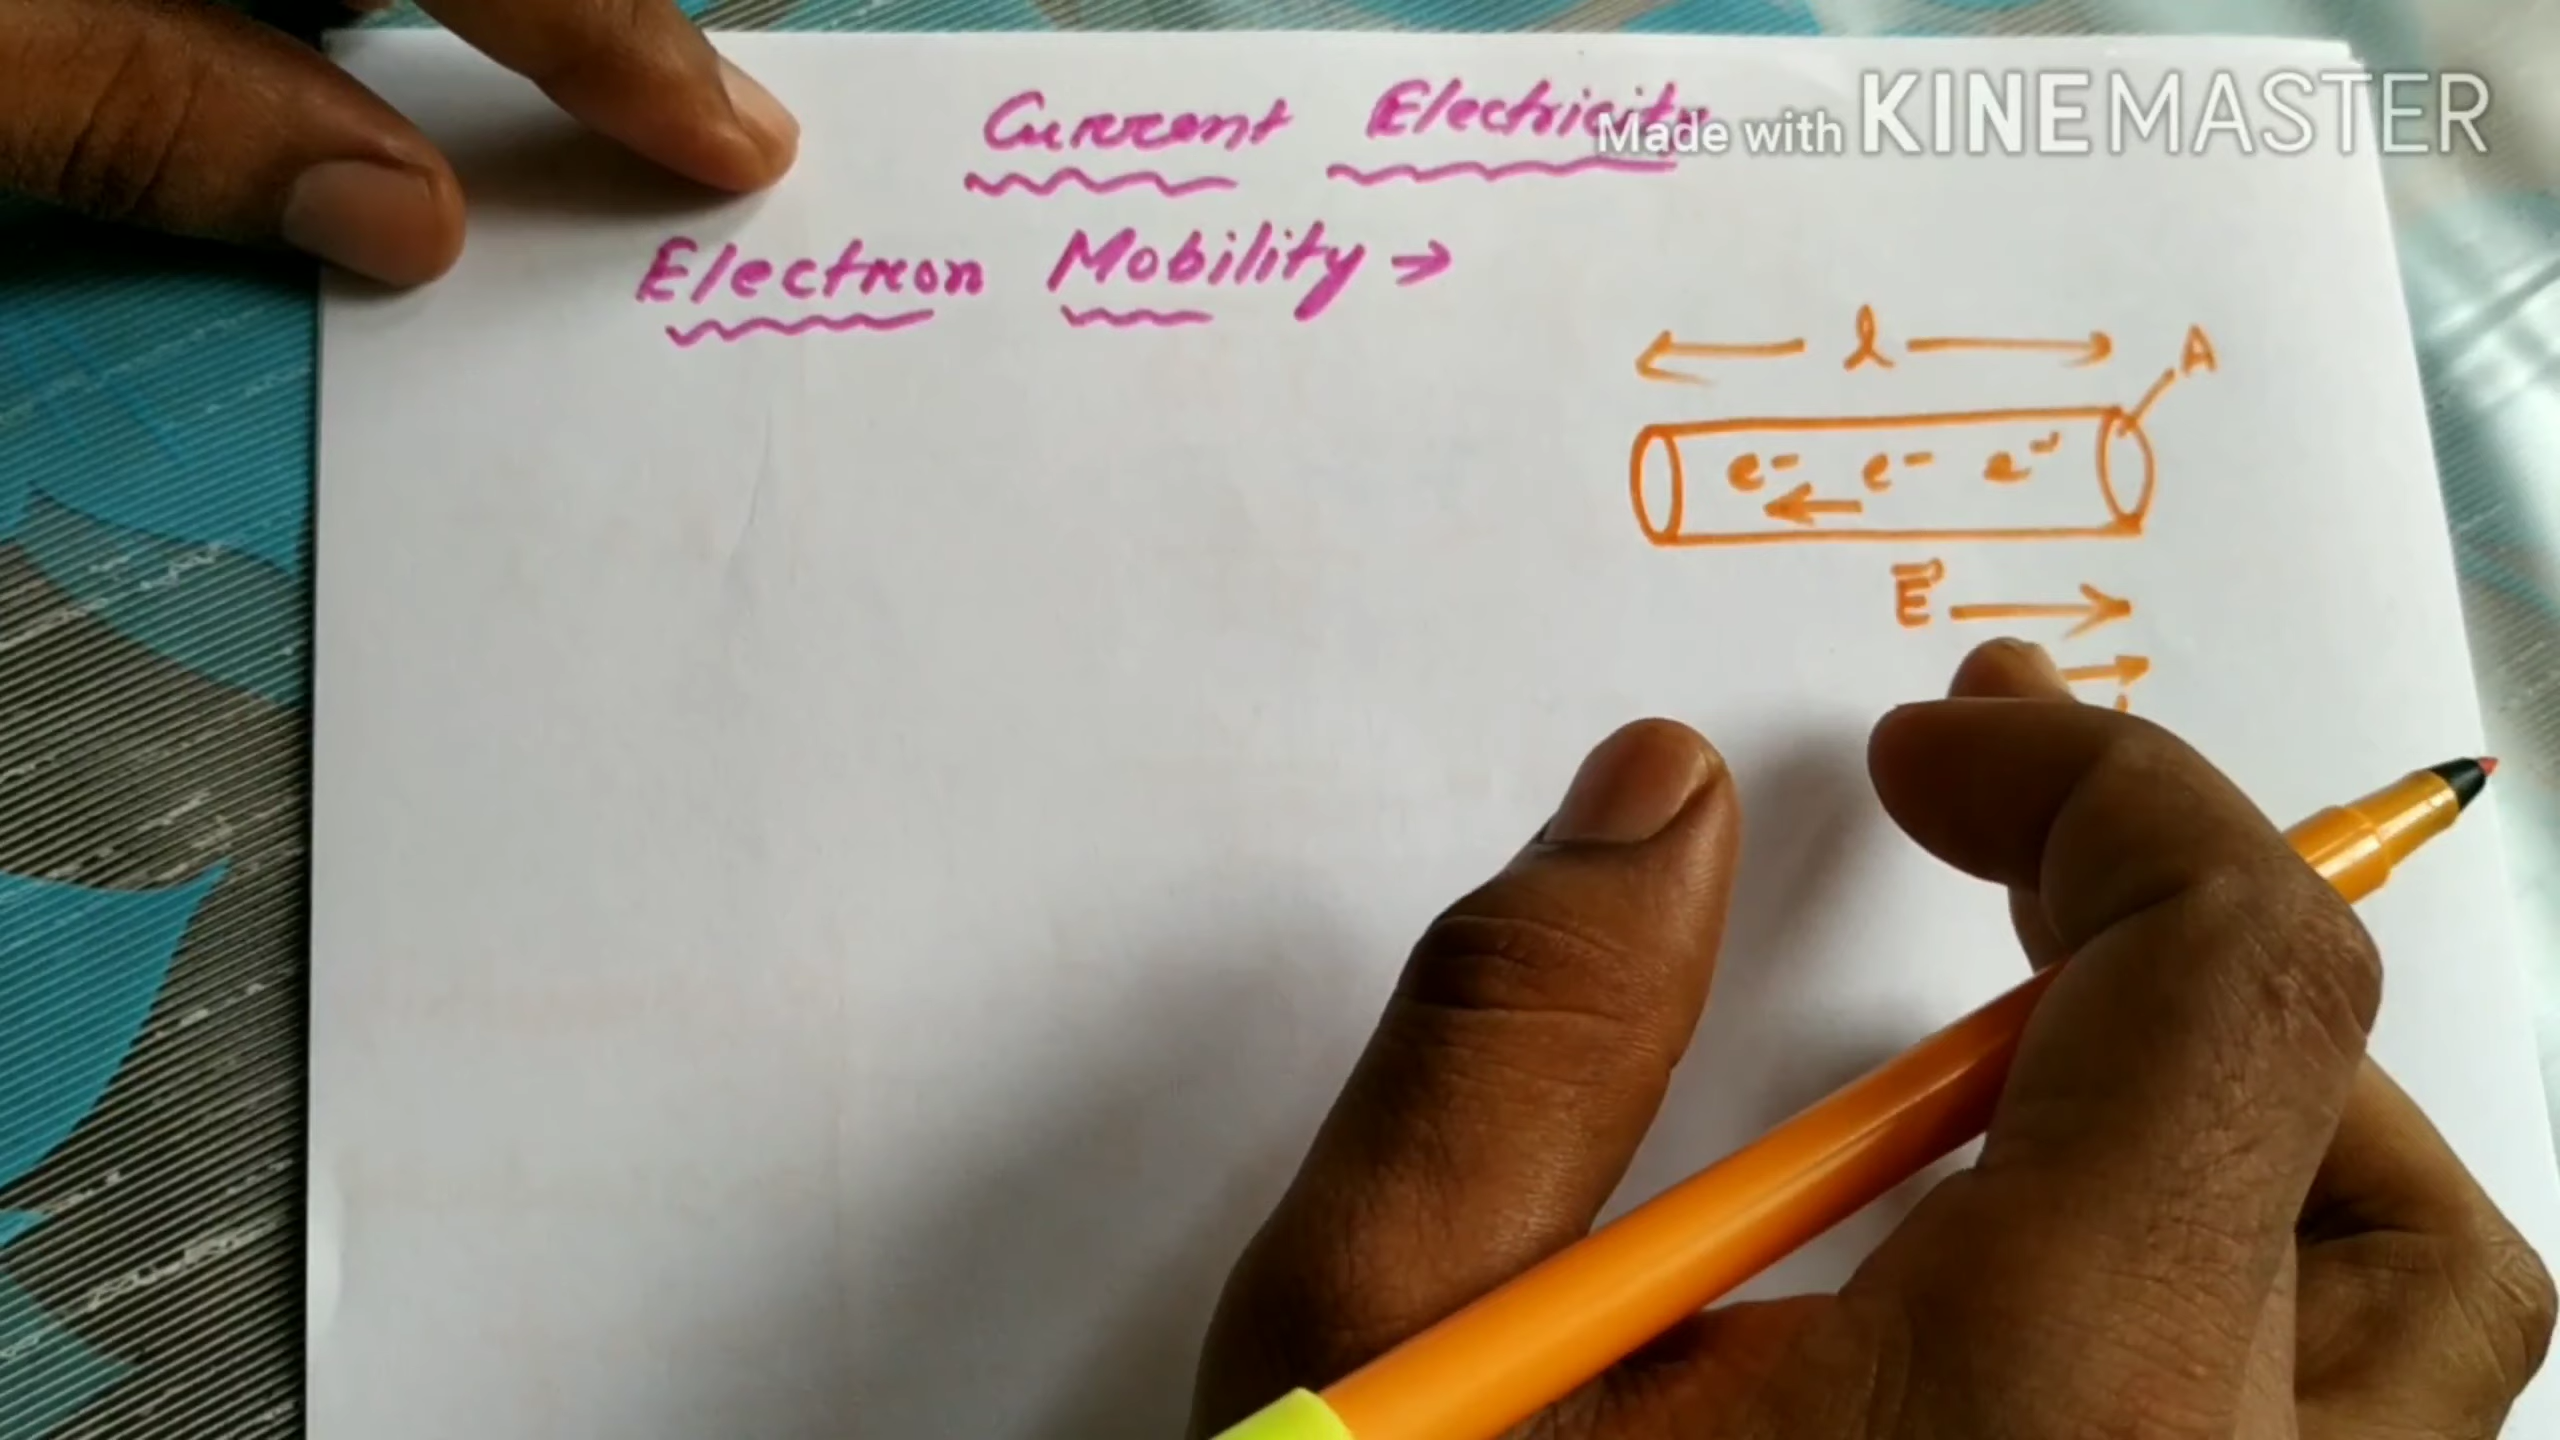 Current Electricity
Made with KINEMASTER
Electron Mobility →
l
A
e⁻ e⁻ e⁻
E⃗